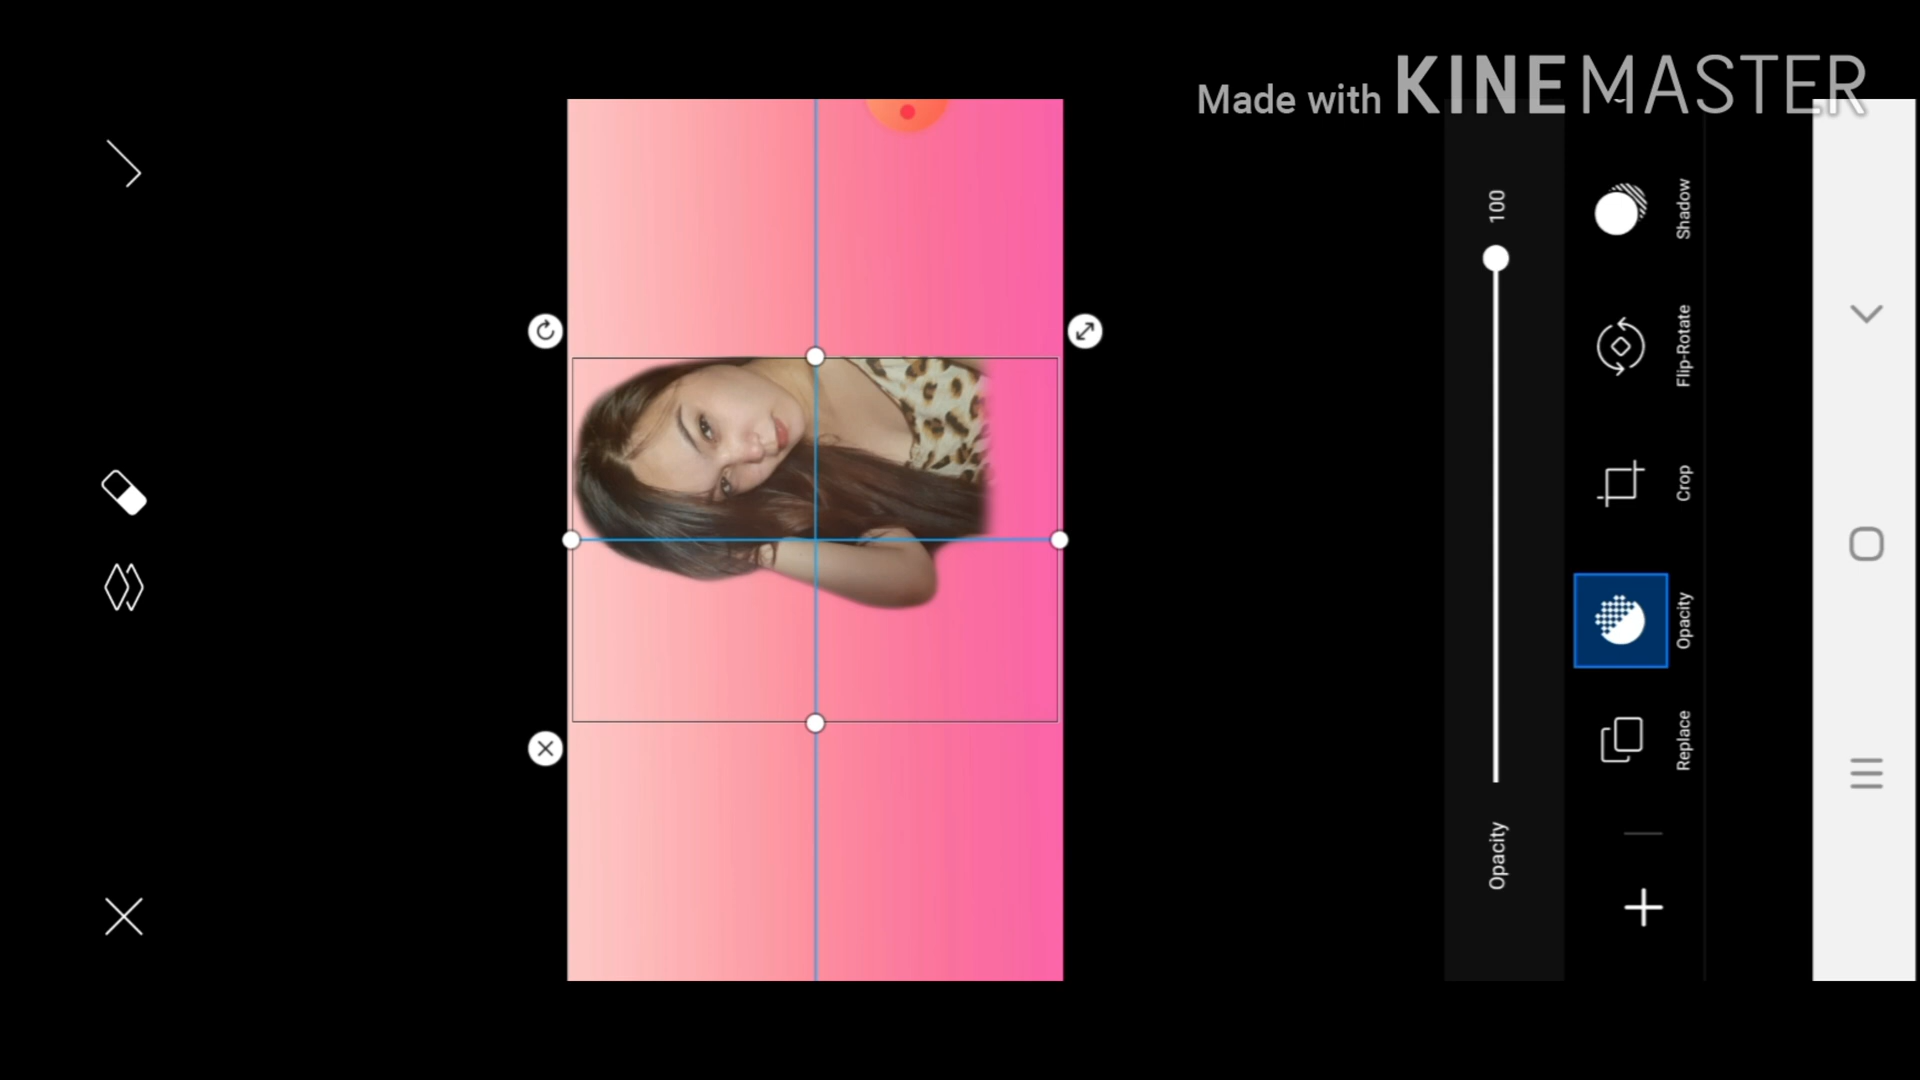 Made with KINEMASTER
100
Opacity
Replace
Opacity
Crop
Flip-Rotate
Shadow